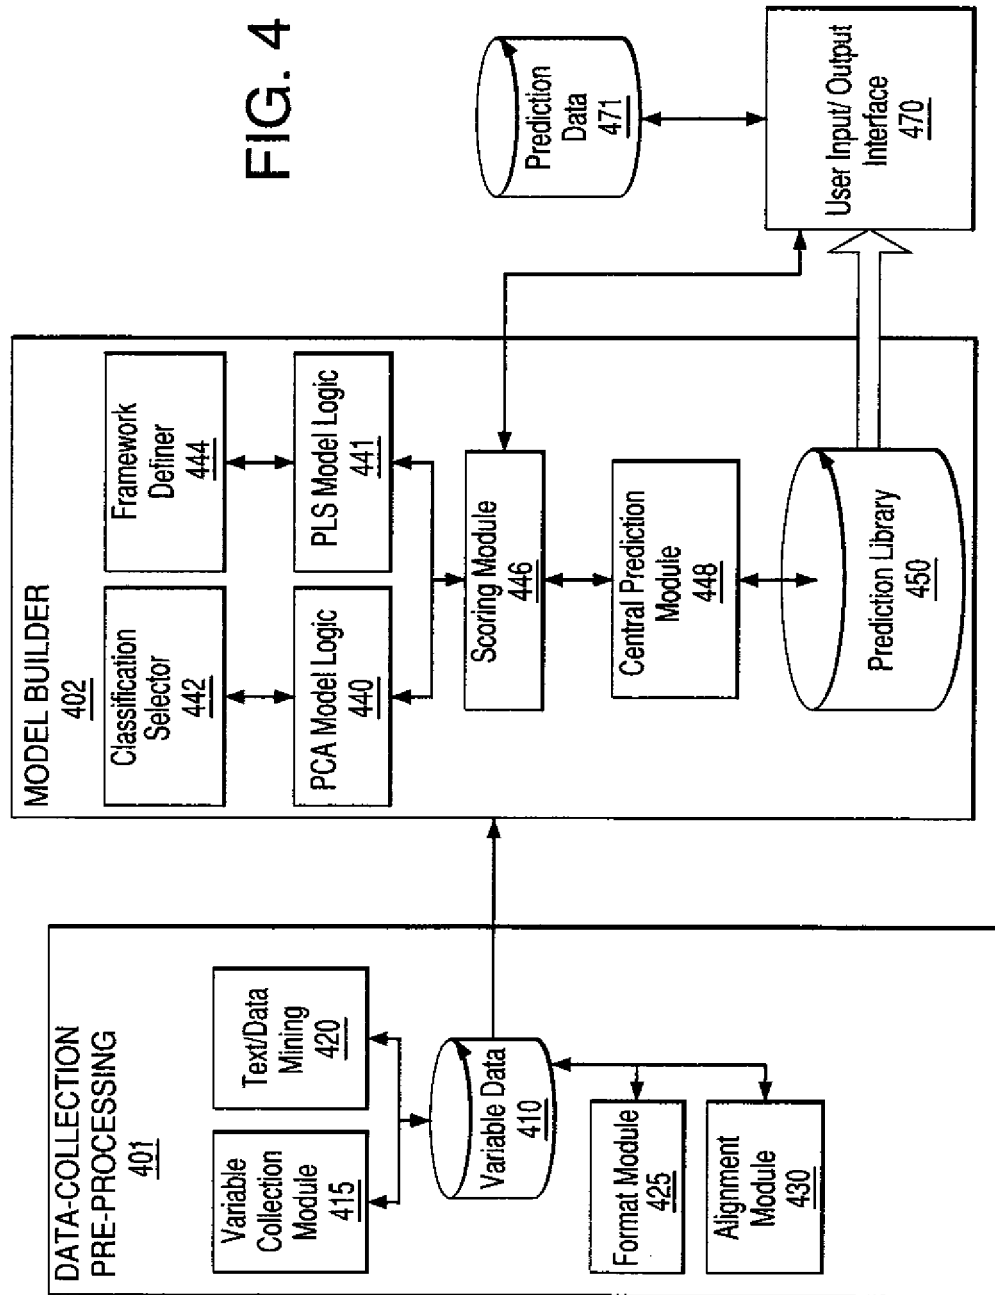 DATA-COLLECTION
PRE-PROCESSING
401
Variable
Collection
Module
415
Text/Data
Mining
420
Variable Data
410
Format Module
425
Alignment
Module
430
MODEL BUILDER
402
Classification
Selector
442
Framework
Definer
444
PCA Model Logic
440
PLS Model Logic
441
Scoring Module
446
Central Prediction
Module
448
Prediction Library
450
FIG. 4
Prediction
Data
471
User Input/ Output
Interface
470